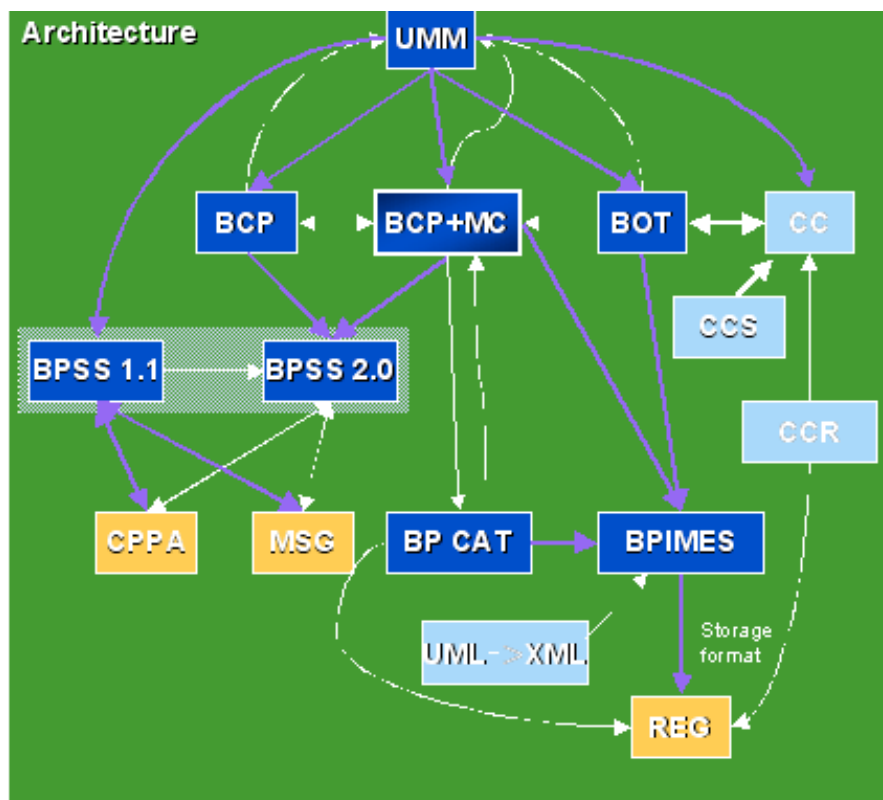 Architecture
UMM
BCP
BCP+MC
BOT
CC
CCS
BPSS 1.1
BPSS 2.0
CCR
CPPA
MSG
BP CAT
BPIMES
UML->XML
Storage
format
REG